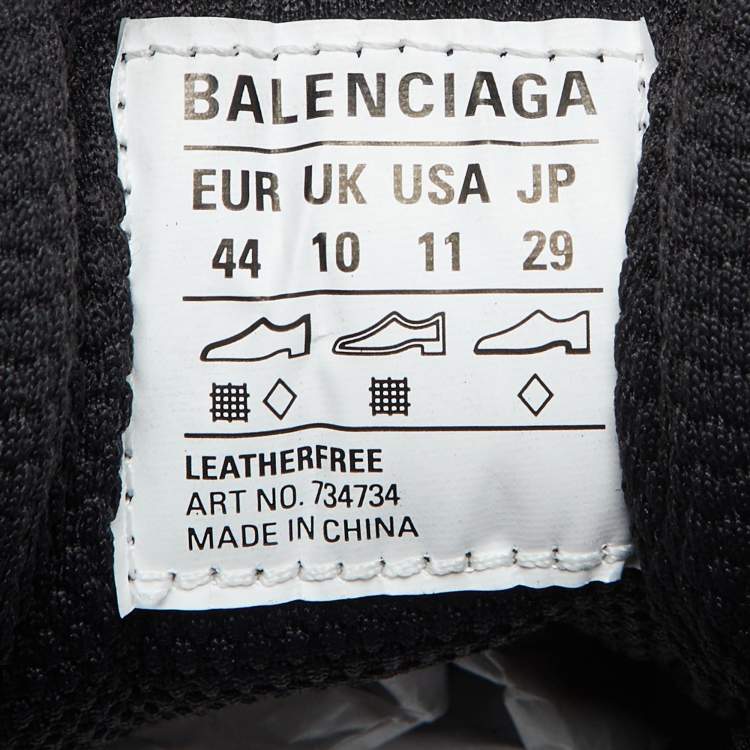 BALENCIAGA
EUR UK USA JP
44 10 11 29
LEATHERFREE
ART NO. 734734
MADE IN CHINA